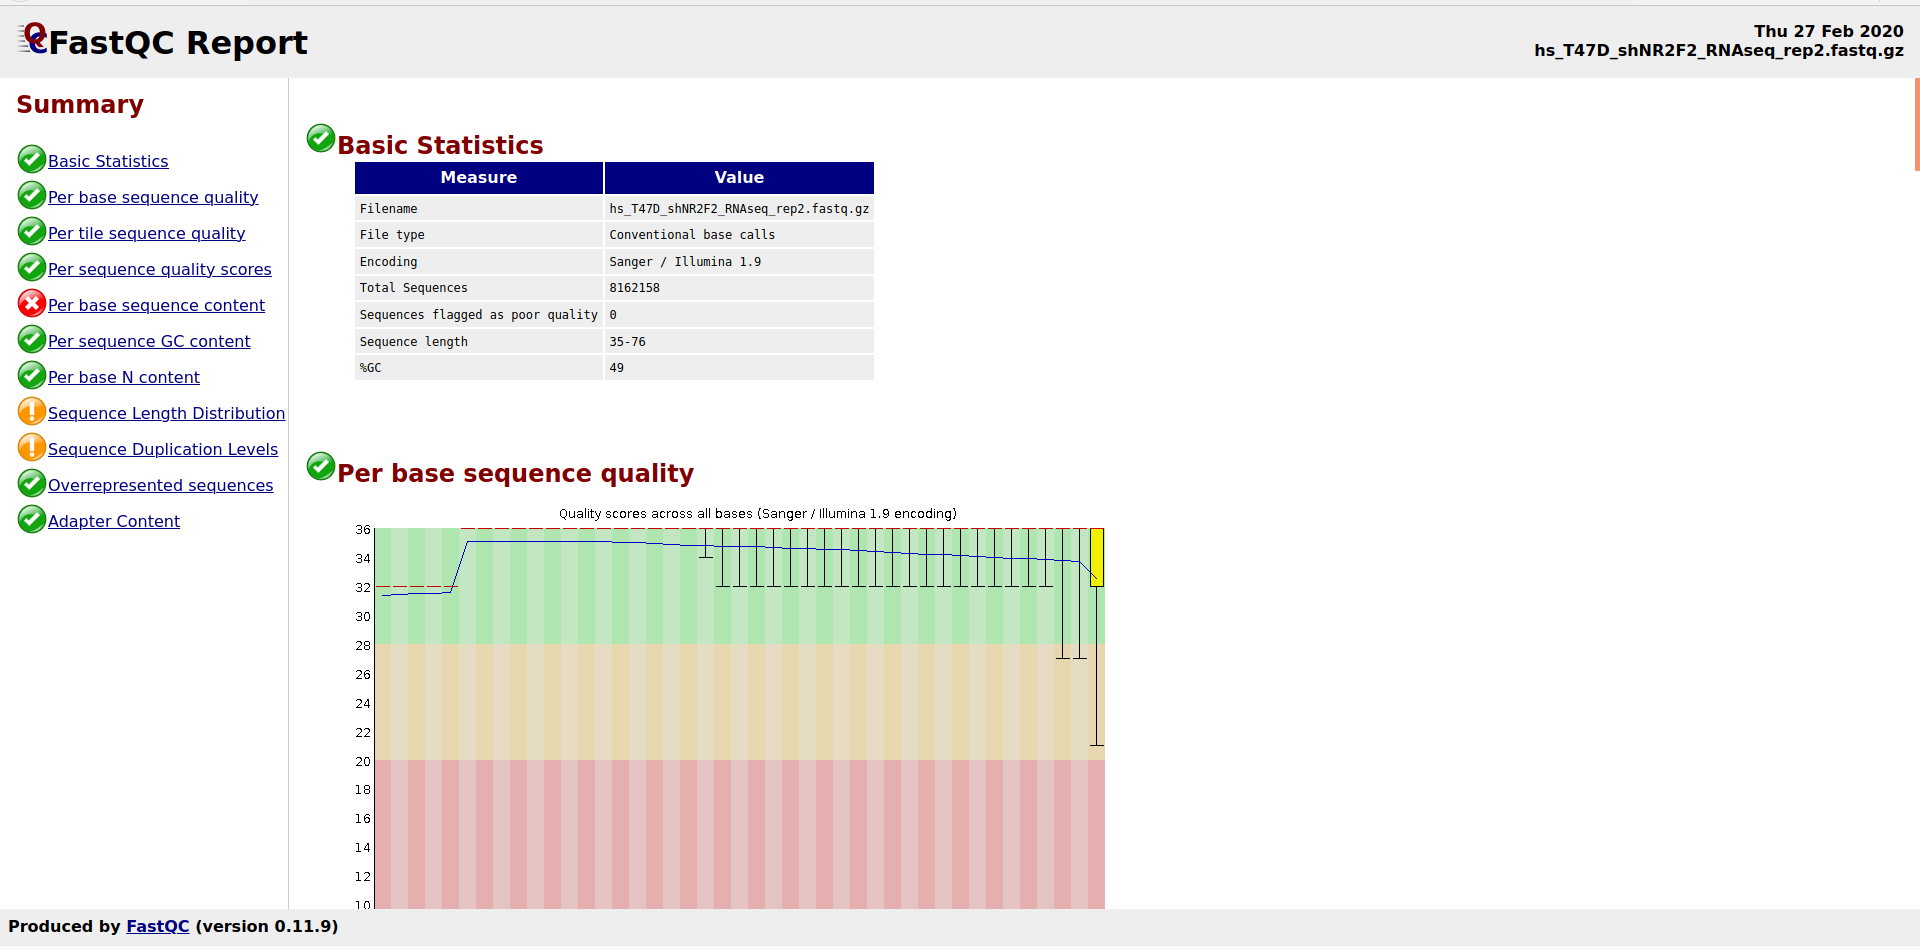 FastQC Report
Thu 27 Feb 2020
hs_T47D_shNR2F2_RNAseq_rep2.fastq.gz
Summary
Basic Statistics
Per base sequence quality
Per tile sequence quality
Per sequence quality scores
Per base sequence content
Per sequence GC content
Per base N content
Sequence Length Distribution
Sequence Duplication Levels
Overrepresented sequences
Adapter Content
Basic Statistics
Measure Value
Filename hs_T47D_shNR2F2_RNAseq_rep2.fastq.gz
File type Conventional base calls
Encoding Sanger / Illumina 1.9
Total Sequences 8162158
Sequences flagged as poor quality 0
Sequence length 35-76
%GC 49
Per base sequence quality
Quality scores across all bases (Sanger / Illumina 1.9 encoding)
36
34
32
30
28
26
24
22
20
18
16
14
12
10
Produced by FastQC (version 0.11.9)